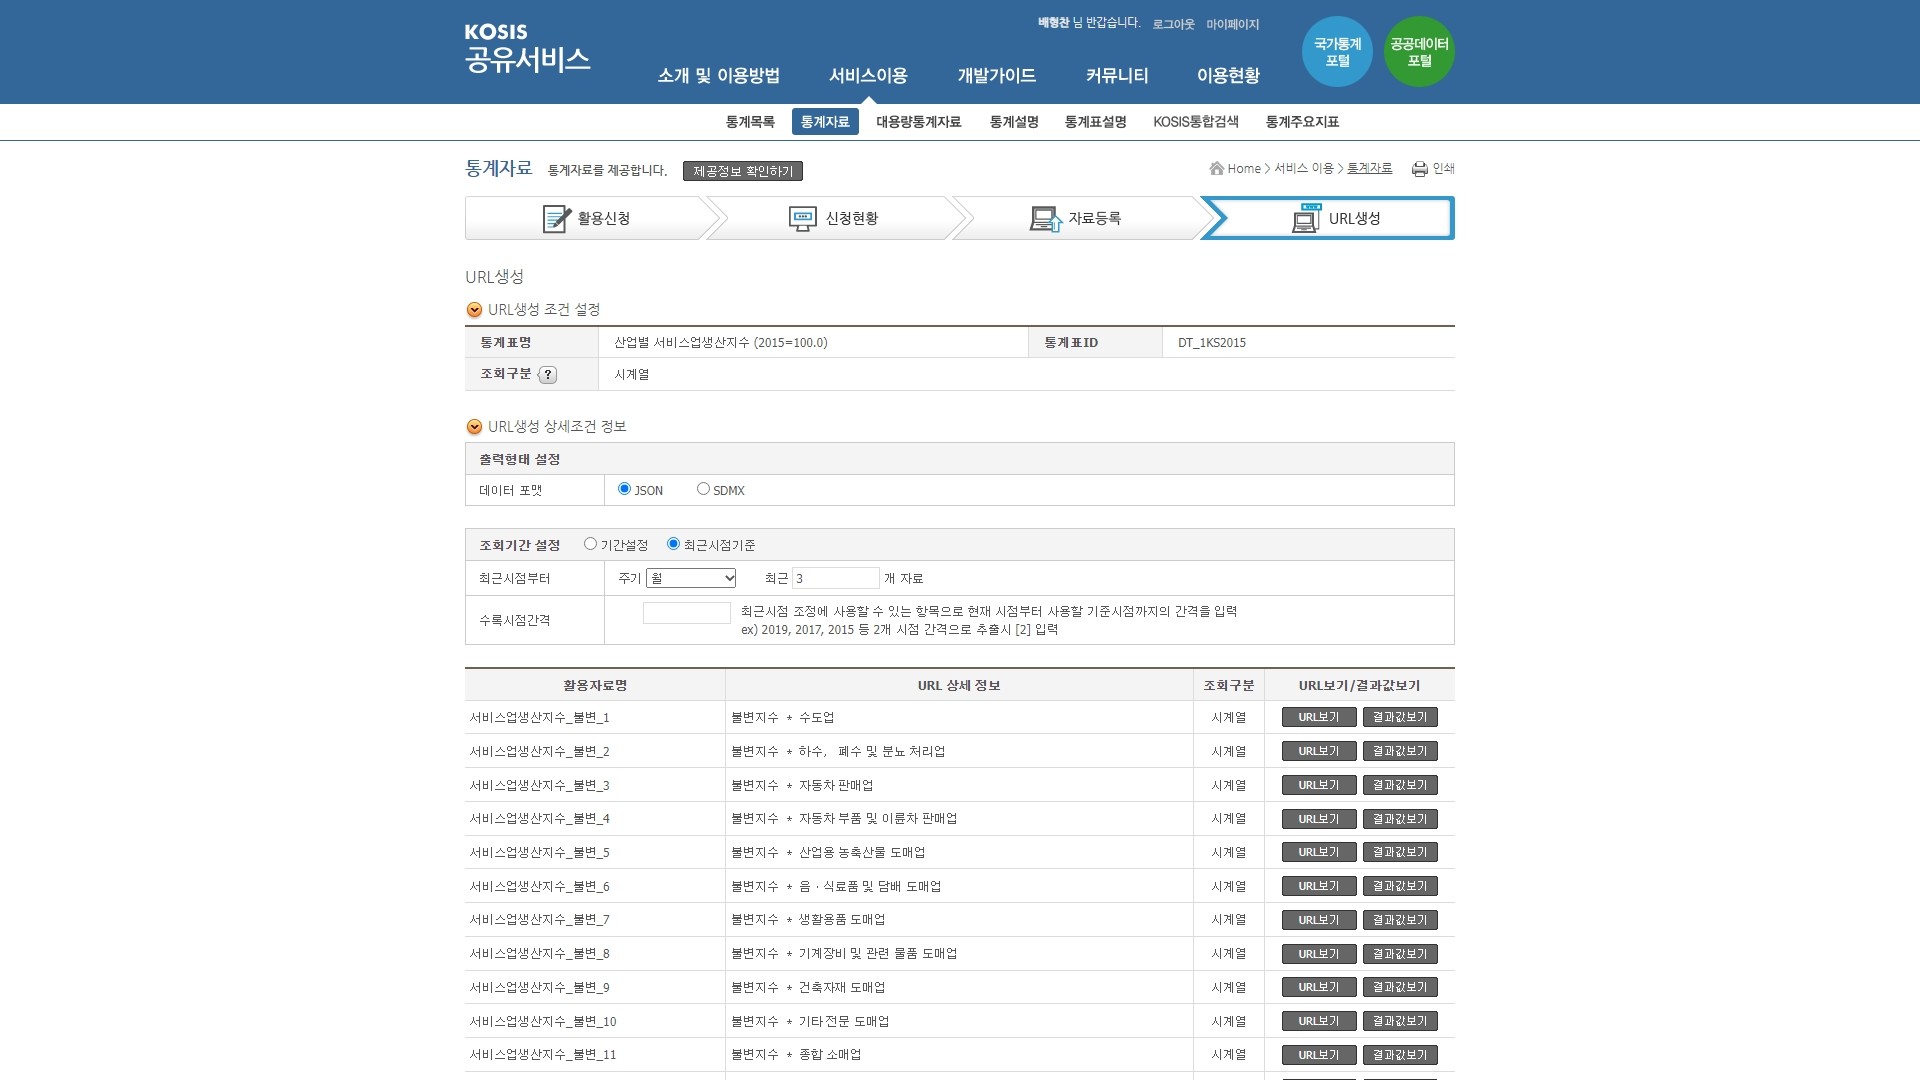 KOSIS
공유서비스
배형찬 님 반갑습니다. 로그아웃 마이페이지
국가통계 포털
공공데이터 포털
소개 및 이용방법 서비스이용 개발가이드 커뮤니티 이용현황
통계목록 통계자료 대용량통계자료 통계설명 통계표설명 KOSIS통합검색 통계주요지표
통계자료 통계자료를 제공합니다. 제공정보 확인하기
Home > 서비스 이용 > 통계자료 인쇄
활용신청 신청현황 자료등록 URL생성
URL생성
URL생성 조건 설정
통계표명 산업별 서비스업생산지수 (2015=100.0) 통계표ID DT_1KS2015
조회구분 ? 시계열
URL생성 상세조건 정보
출력형태 설정
데이터 포맷 JSON SDMX
조회기간 설정 기간설정 최근시점기준
최근시점부터 주기 월 최근 3 개 자료
수록시점간격 최근시점 조정에 사용할 수 있는 항목으로 현재 시점부터 사용할 기준시점까지의 간격을 입력
ex) 2019, 2017, 2015 등 2개 시점 간격으로 추출시 [2] 입력
활용자료명 URL 상세 정보 조회구분 URL보기/결과값보기
서비스업생산지수_불변_1 불변지수 * 수도업 시계열 URL보기 결과값보기
서비스업생산지수_불변_2 불변지수 * 하수, 폐수 및 분뇨 처리업 시계열 URL보기 결과값보기
서비스업생산지수_불변_3 불변지수 * 자동차 판매업 시계열 URL보기 결과값보기
서비스업생산지수_불변_4 불변지수 * 자동차 부품 및 이륜차 판매업 시계열 URL보기 결과값보기
서비스업생산지수_불변_5 불변지수 * 산업용 농축산물 도매업 시계열 URL보기 결과값보기
서비스업생산지수_불변_6 불변지수 * 음 · 식료품 및 담배 도매업 시계열 URL보기 결과값보기
서비스업생산지수_불변_7 불변지수 * 생활용품 도매업 시계열 URL보기 결과값보기
서비스업생산지수_불변_8 불변지수 * 기계장비 및 관련 물품 도매업 시계열 URL보기 결과값보기
서비스업생산지수_불변_9 불변지수 * 건축자재 도매업 시계열 URL보기 결과값보기
서비스업생산지수_불변_10 불변지수 * 기타 전문 도매업 시계열 URL보기 결과값보기
서비스업생산지수_불변_11 불변지수 * 종합 소매업 시계열 URL보기 결과값보기